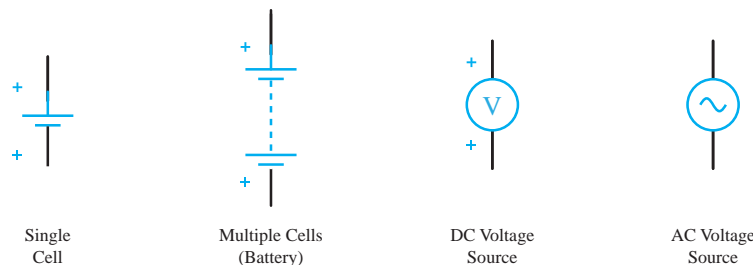 +
+
+
+
+
V
+
Single
Cell
Multiple Cells
(Battery)
DC Voltage
Source
AC Voltage
Source